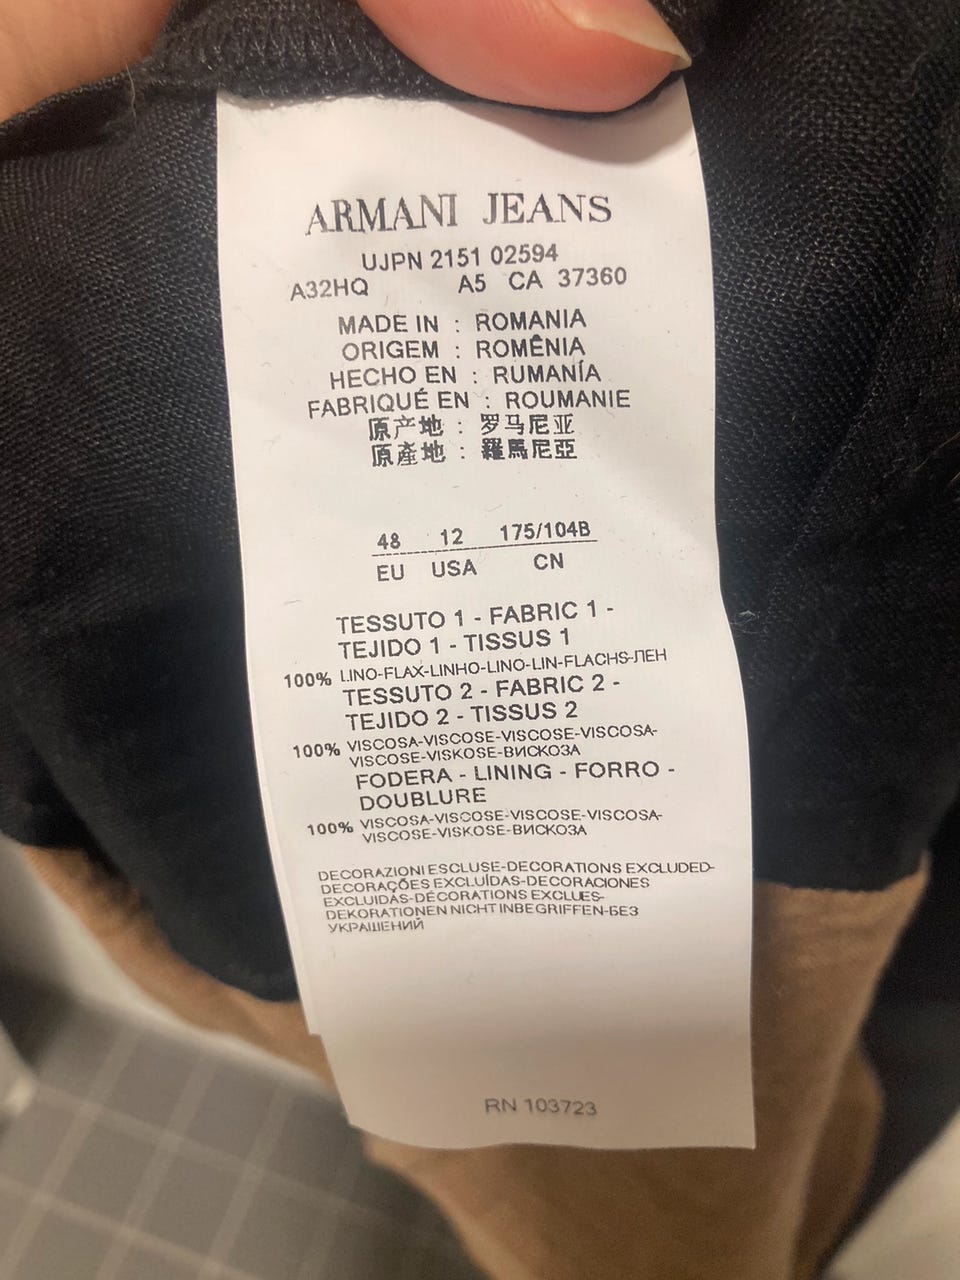 ARMANI JEANS
UJPN 2151 02594
A32HQ A5 CA 37360
MADE IN : ROMANIA
ORIGEM : ROMÊNIA
HECHO EN : RUMANÍA
FABRIQUÉ EN : ROUMANIE
原产地 : 罗马尼亚
原產地 : 羅馬尼亞
48 12 175/104B
EU USA CN
TESSUTO 1 - FABRIC 1 -
TEJIDO 1 - TISSUS 1
100% LINO-FLAX-LINHO-LINO-LIN-FLACHS-ЛЕН
TESSUTO 2 - FABRIC 2 -
TEJIDO 2 - TISSUS 2
100% VISCOSA-VISCOSE-VISCOSE-VISCOSA-
VISCOSE-VISKOSE-ВИСКОЗА
FODERA - LINING - FORRO -
DOUBLURE
100% VISCOSA-VISCOSE-VISCOSE-VISCOSA-
VISCOSE-VISKOSE-ВИСКОЗА
DECORAZIONI ESCLUSE-DECORATIONS EXCLUDED-
DECORAÇÕES EXCLUÍDAS-DECORACIONES
EXCLUIDAS-DÉCORATIONS EXCLUES-
DEKORATIONEN NICHT INBEGRIFFEN-БЕЗ
УКРАШЕНИЙ
RN 103723